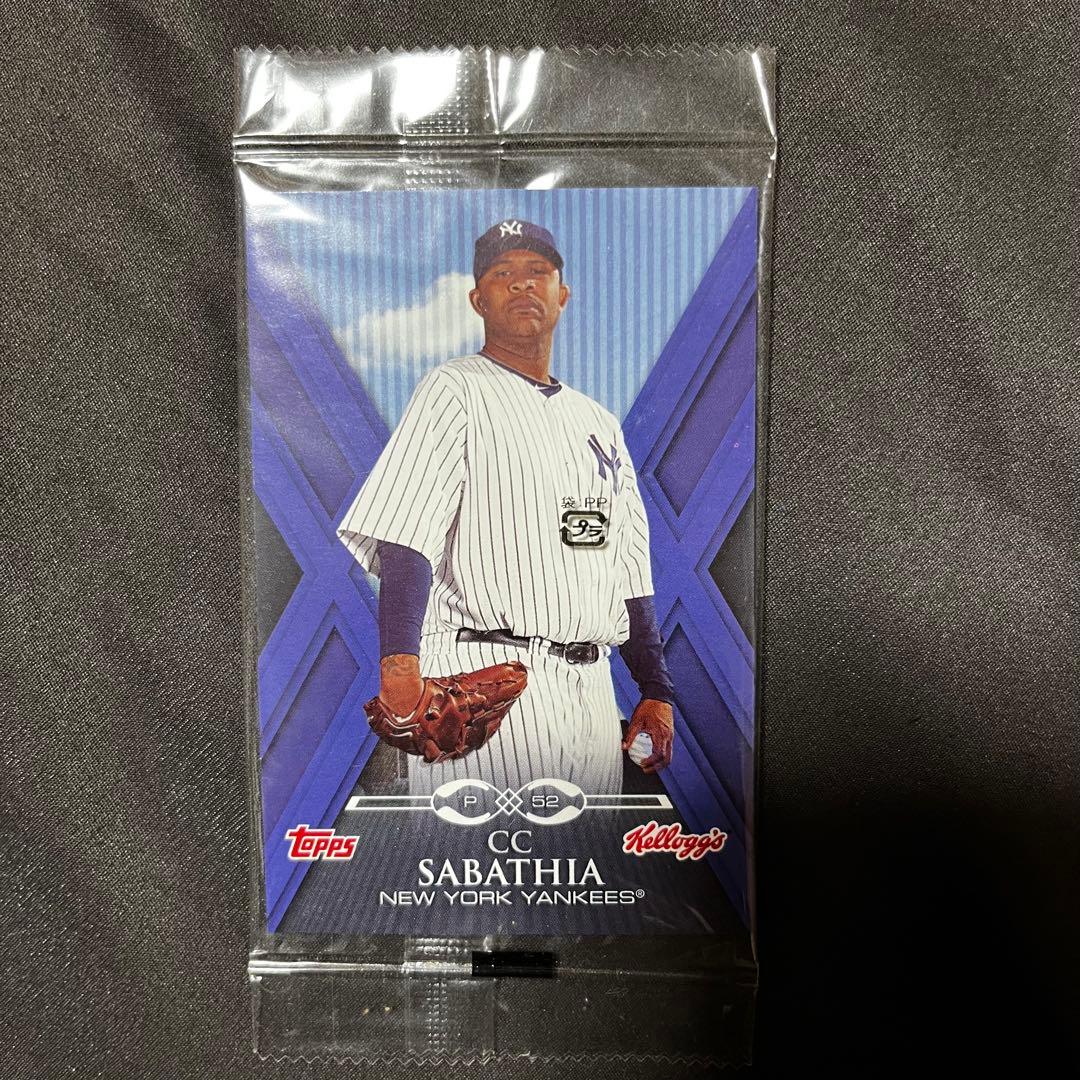 NY
NY
袋 PP
プラ
P 52
CC
topps Kellogg's
SABATHIA
NEW YORK YANKEES®